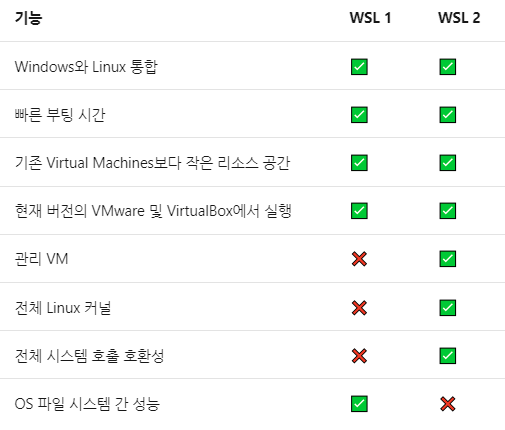 기능 WSL 1 WSL 2
Windows와 Linux 통합 ✅ ✅
빠른 부팅 시간 ✅ ✅
기존 Virtual Machines보다 작은 리소스 공간 ✅ ✅
현재 버전의 VMware 및 VirtualBox에서 실행 ✅ ✅
관리 VM ❌ ✅
전체 Linux 커널 ❌ ✅
전체 시스템 호출 호환성 ❌ ✅
OS 파일 시스템 간 성능 ✅ ❌